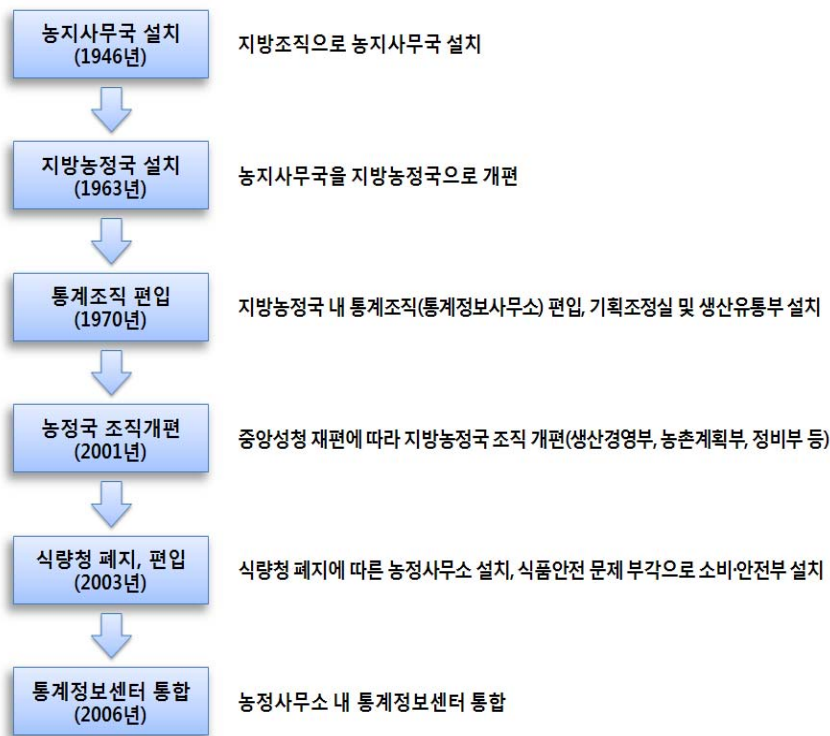 농지사무국 설치
(1946년)
지방조직으로 농지사무국 설치
지방농정국 설치
(1963년)
농지사무국을 지방농정국으로 개편
통계조직 편입
(1970년)
지방농정국 내 통계조직(통계정보사무소) 편입, 기획조정실 및 생산유통부 설치
농정국 조직개편
(2001년)
중앙성청 재편에 따라 지방농정국 조직 개편(생산경영부, 농촌계획부, 정비부 등)
식량청 폐지, 편입
(2003년)
식량청 폐지에 따른 농정사무소 설치, 식품안전 문제 부각으로 소비·안전부 설치
통계정보센터 통합
(2006년)
농정사무소 내 통계정보센터 통합